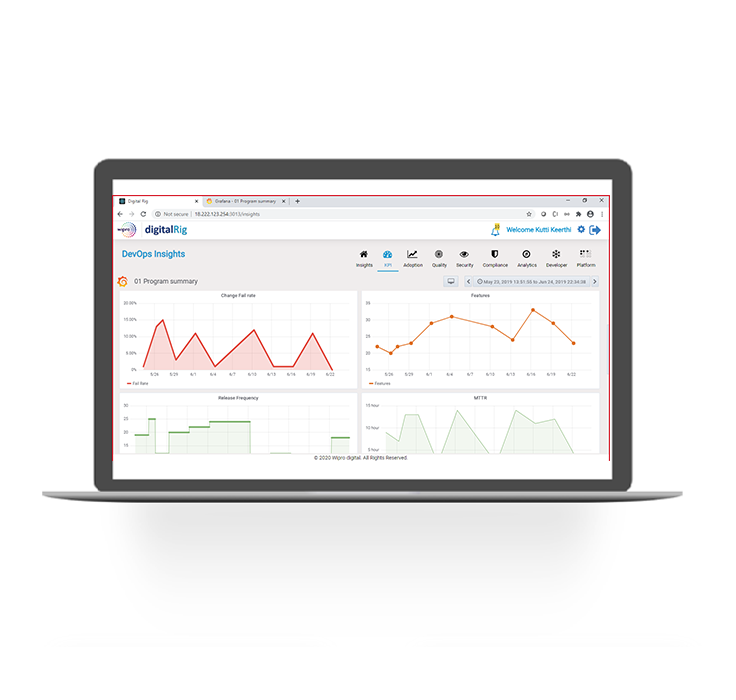 Digital Rig
Grafana - 01 Program summary
Not secure | 18.222.123.254:3013/insights
wipro digitalRig
Welcome Kutti Keerthi
DevOps Insights
Insights KPI Adoption Quality Security Compliance Analytics Developer Platform
01 Program summary
May 23, 2019 13:51:55 to Jun 24, 2019 22:34:38
Change Fail rate
20.00%
15.00%
10.00%
5.00%
0%
5/26 5/29 6/1 6/4 6/7 6/10 6/13 6/16 6/19 6/22
Fail Rate
Features
35
30
25
20
15
5/26 5/29 6/1 6/4 6/7 6/10 6/13 6/16 6/19 6/22
Features
Release Frequency
30
25
20
15
MTTR
15 hour
10 hour
5 hour
© 2020 Wipro digital. All Rights Reserved.